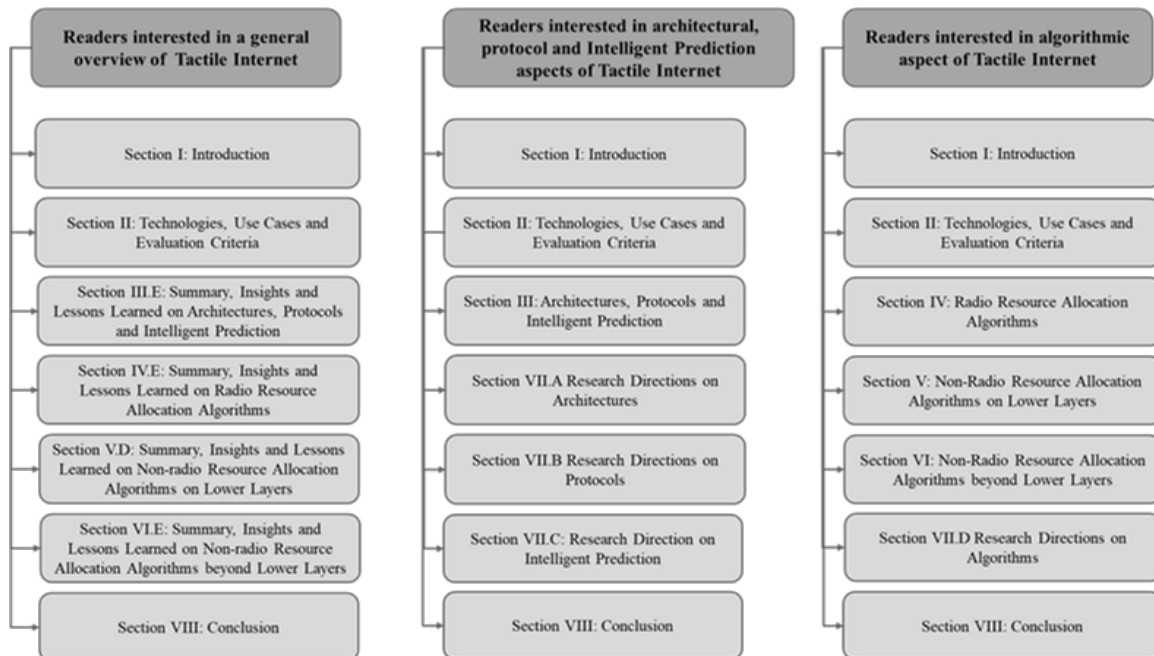 Readers interested in a general
overview of Tactile Internet
Section I: Introduction
Section II: Technologies, Use Cases and
Evaluation Criteria
Section III.E: Summary, Insights and
Lessons Learned on Architectures, Protocols
and Intelligent Prediction
Section IV.E: Summary, Insights and
Lessons Learned on Radio Resource
Allocation Algorithms
Section V.D: Summary, Insights and Lessons
Learned on Non-radio Resource Allocation
Algorithms on Lower Layers
Section VI.E: Summary, Insights and
Lessons Learned on Non-radio Resource
Allocation Algorithms beyond Lower Layers
Section VIII: Conclusion
Readers interested in architectural,
protocol and Intelligent Prediction
aspects of Tactile Internet
Section I: Introduction
Section II: Technologies, Use Cases and
Evaluation Criteria
Section III: Architectures, Protocols and
Intelligent Prediction
Section VII.A Research Directions on
Architectures
Section VII.B Research Directions on
Protocols
Section VII.C: Research Direction on
Intelligent Prediction
Section VIII: Conclusion
Readers interested in algorithmic
aspect of Tactile Internet
Section I: Introduction
Section II: Technologies, Use Cases and
Evaluation Criteria
Section IV: Radio Resource Allocation
Algorithms
Section V: Non-Radio Resource Allocation
Algorithms on Lower Layers
Section VI: Non-Radio Resource Allocation
Algorithms beyond Lower Layers
Section VII.D Research Directions on
Algorithms
Section VIII: Conclusion